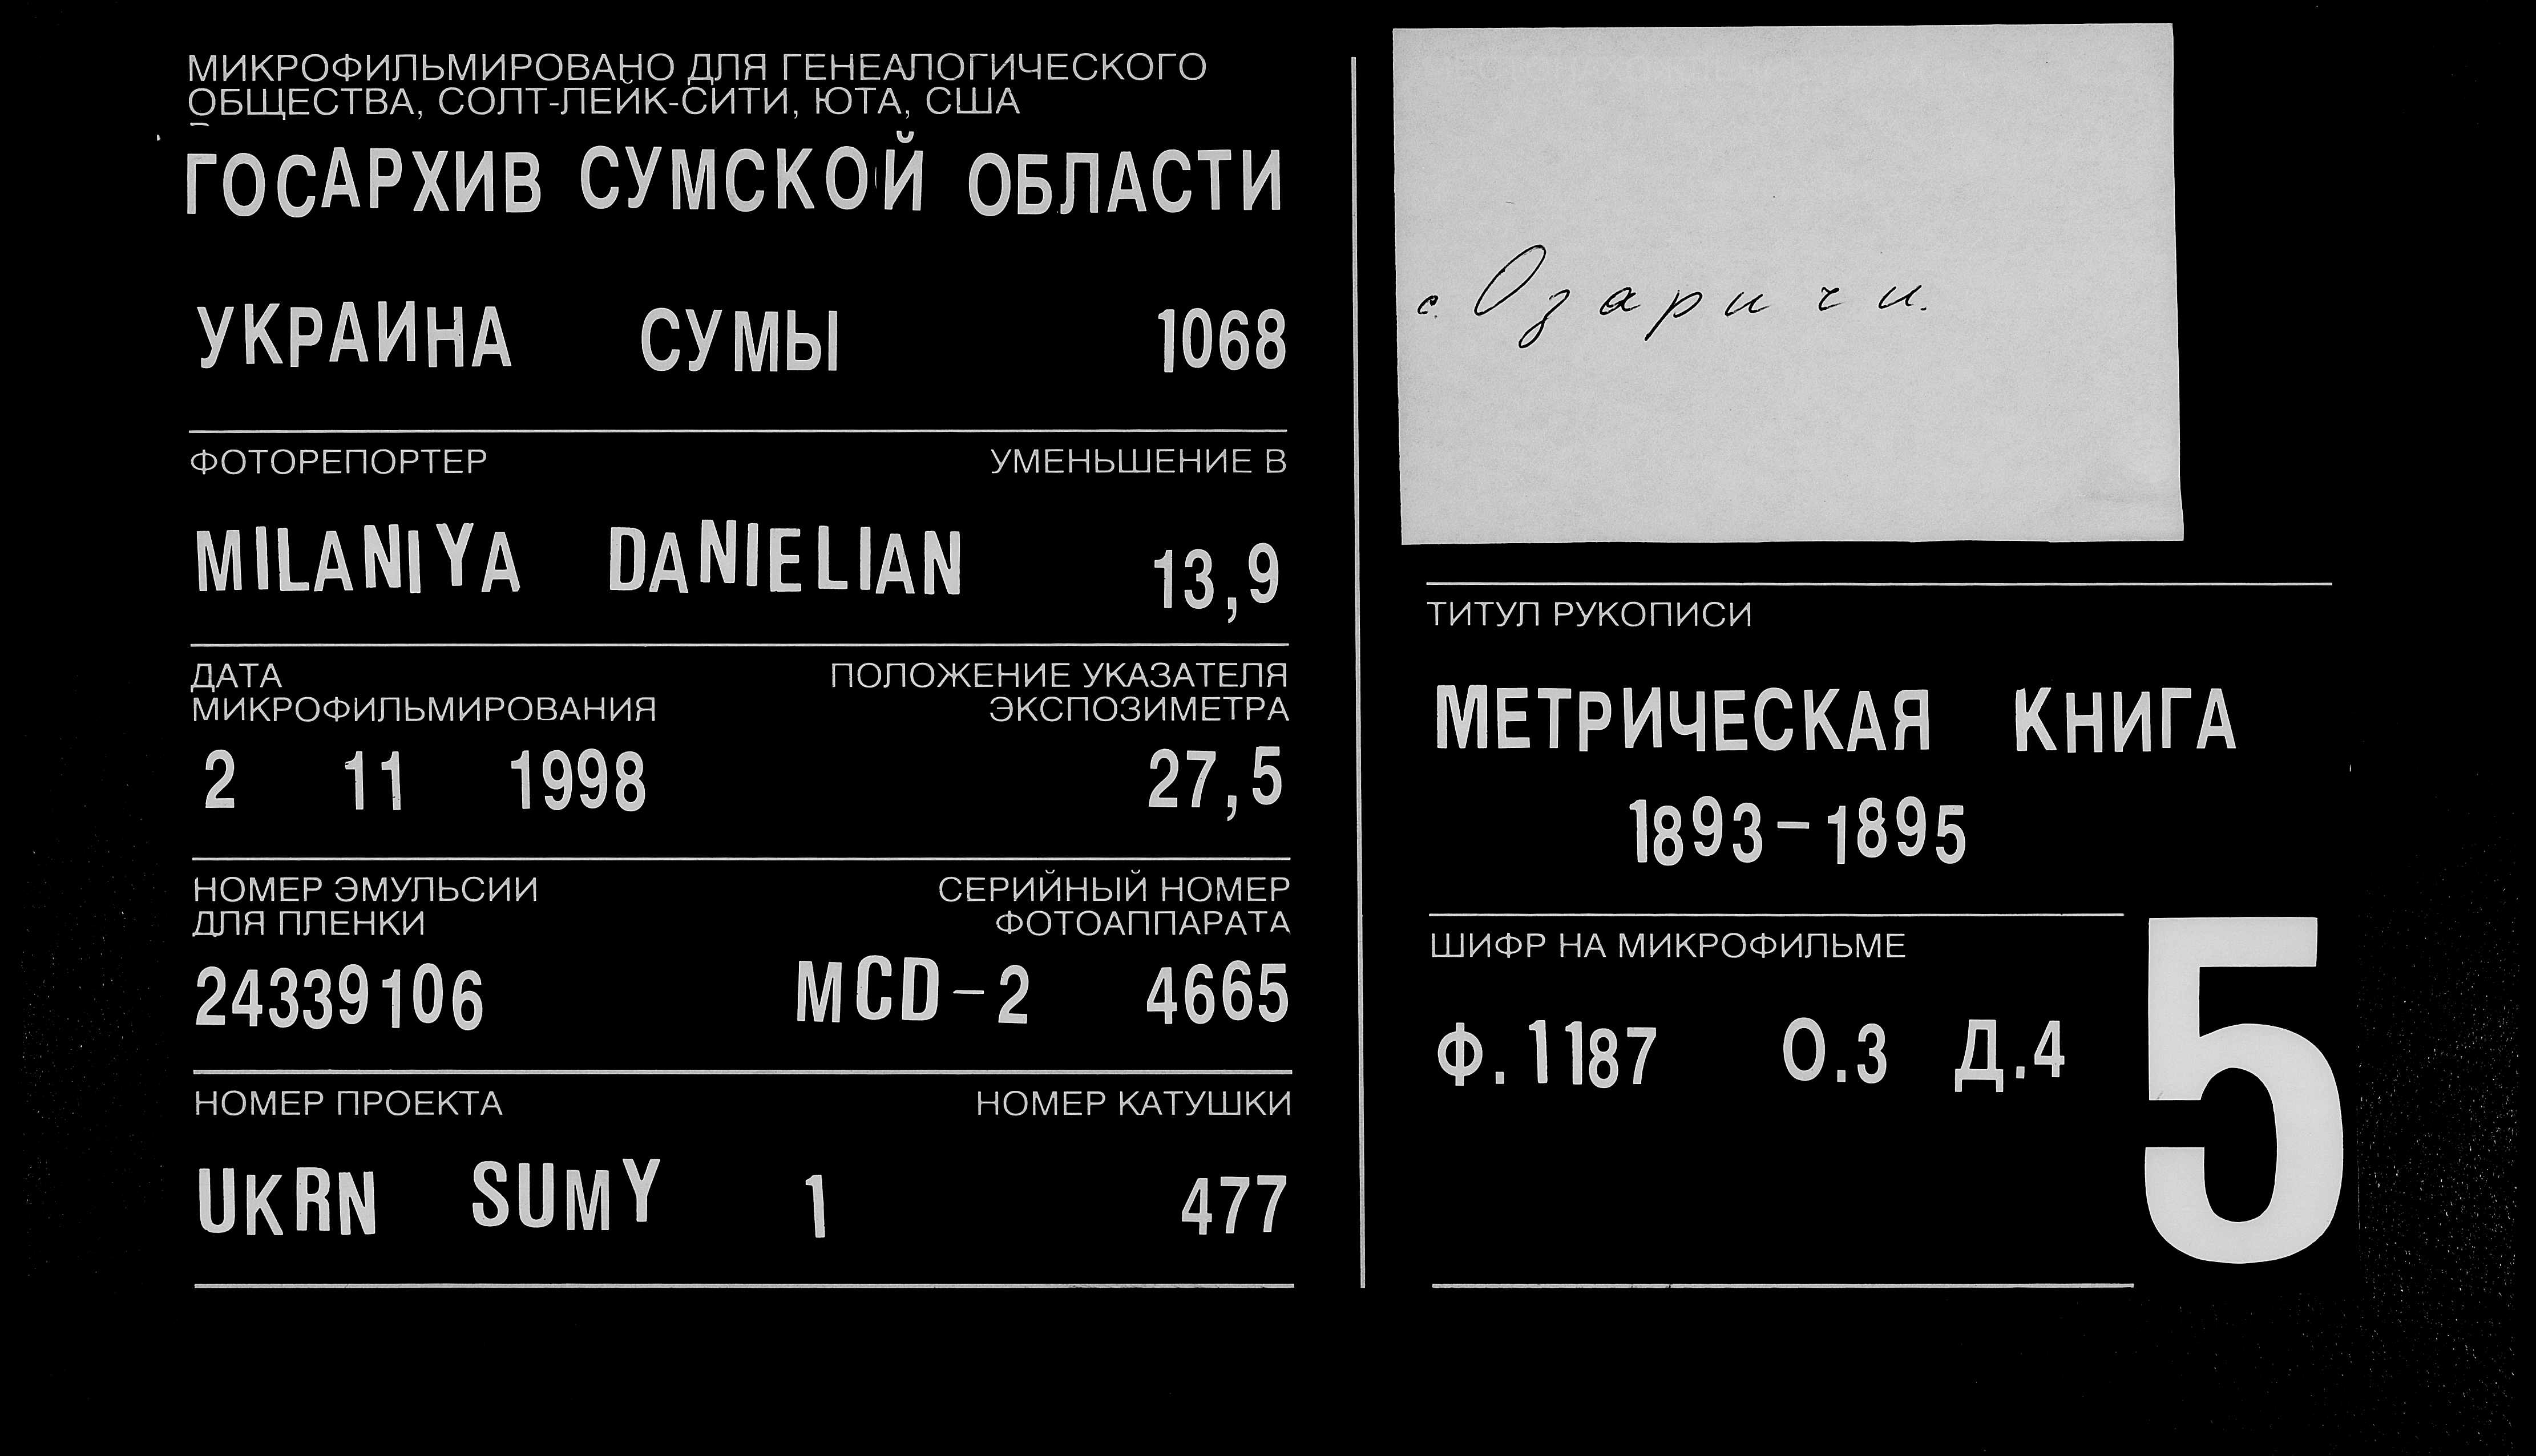 МИКРОФИЛЬМИРОВАНО ДЛЯ ГЕНЕАЛОГИЧЕСКОГО
ОБЩЕСТВА, СОЛТ-ЛЕЙК-СИТИ, ЮТА, США
ГОСАРХИВ СУМСКОЙ ОБЛАСТИ
УКРАИНА СУМЫ 1068
ФОТОРЕПОРТЕР УМЕНЬШЕНИЕ В
MILANIYA DANIELIAN 13,9
ДАТА ПОЛОЖЕНИЕ УКАЗАТЕЛЯ
МИКРОФИЛЬМИРОВАНИЯ ЭКСПОЗИМЕТРА
2 11 1998 27,5
НОМЕР ЭМУЛЬСИИ СЕРИЙНЫЙ НОМЕР
ДЛЯ ПЛЕНКИ ФОТОАППАРАТА
24339106 MCD-2 4665
НОМЕР ПРОЕКТА НОМЕР КАТУШКИ
UKRN SUMY 1 477
с. Озаричи.
ТИТУЛ РУКОПИСИ
МЕТРИЧЕСКАЯ КНИГА
1893-1895
ШИФР НА МИКРОФИЛЬМЕ
Ф.1187 О.3 Д.4
5